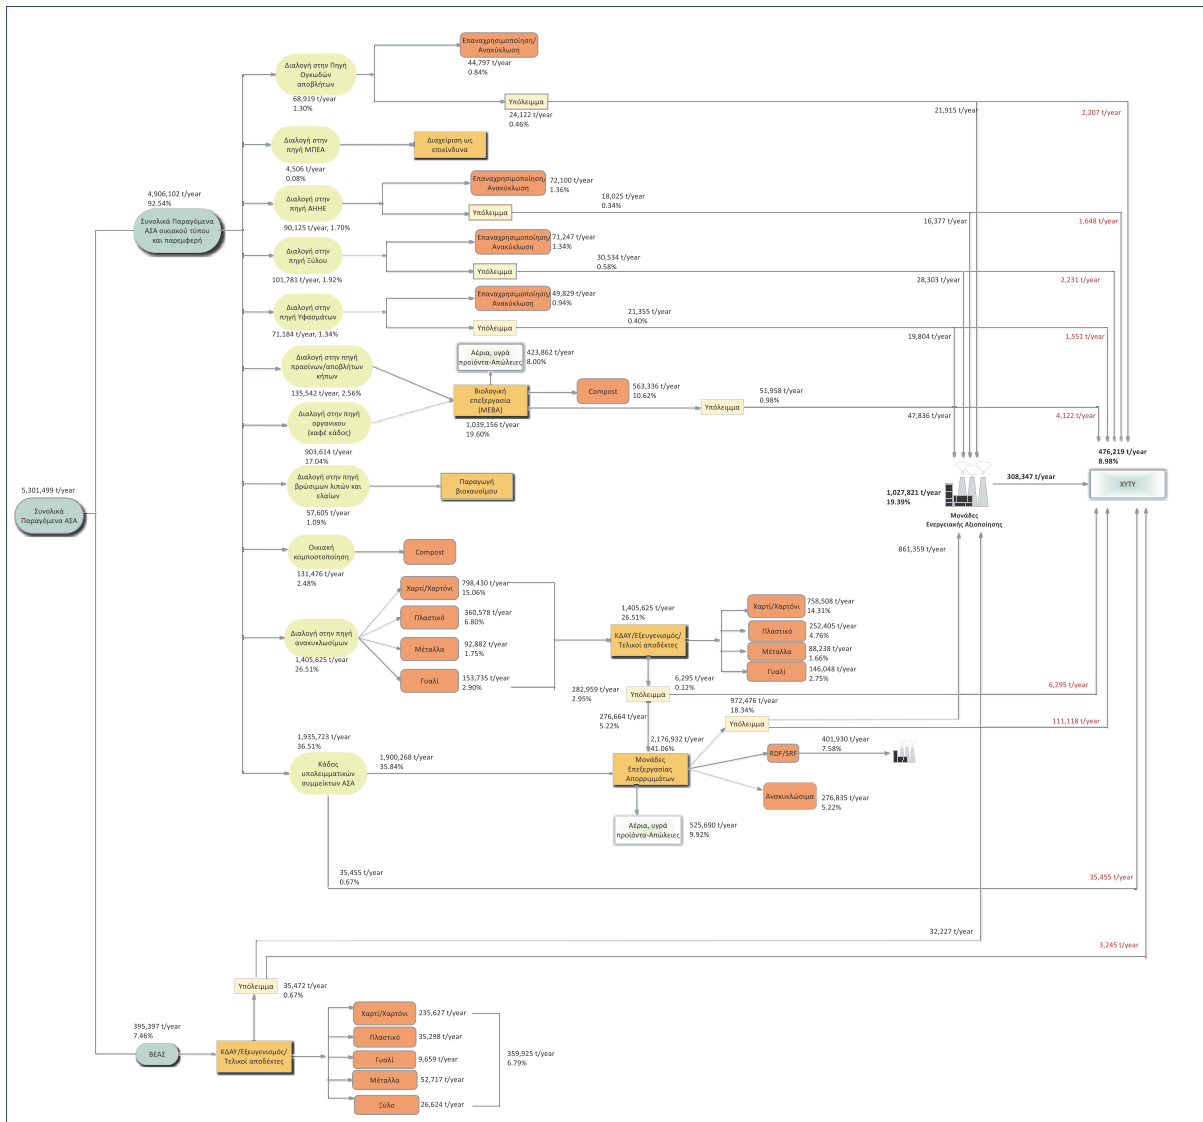 Επαναχρησιμοποίηση/
Ανακύκλωση
44,797 t/year
0.84%
Διαλογή στην Πηγή
Ογκωδών
αποβλήτων
68,919 t/year
1.30%
Υπόλειμμα
24,122 t/year
0.46%
21,915 t/year
2,207 t/year
Διαλογή στην
πηγή ΜΠΕΑ
4,506 t/year
0.08%
Διαχείριση ως
επικίνδυνα
4,906,102 t/year
92.54%
Συνολικά Παραγόμενα
ΑΣΑ οικιακού τύπου
και παρεμφερή
Διαλογή στην
πηγή ΑΗΗΕ
90,125 t/year, 1.70%
Επαναχρησιμοποίηση/
Ανακύκλωση
72,100 t/year
1.36%
Υπόλειμμα
18,025 t/year
0.34%
16,377 t/year
1,648 t/year
Διαλογή στην
πηγή Ξύλου
101,781 t/year, 1.92%
Επαναχρησιμοποίηση/
Ανακύκλωση
71,247 t/year
1.34%
Υπόλειμμα
30,534 t/year
0.58%
28,303 t/year
2,231 t/year
Διαλογή στην
πηγή Υφασμάτων
71,184 t/year, 1.34%
Επαναχρησιμοποίηση/
Ανακύκλωση
49,829 t/year
0.94%
Υπόλειμμα
21,355 t/year
0.40%
19,804 t/year
1,551 t/year
Διαλογή στην πηγή
πρασίνων/αποβλήτων
κήπων
135,542 t/year, 2.56%
Αέρια, υγρά
προϊόντα-Απώλειες
423,862 t/year
8.00%
Βιολογική
επεξεργασία
(ΜΕΒΑ)
1,039,156 t/year
19.60%
Compost
563,336 t/year
10.62%
Υπόλειμμα
51,958 t/year
0.98%
47,836 t/year
4,122 t/year
Διαλογή στην πηγή
οργανικου
(καφέ κάδος)
903,614 t/year
17.04%
476,219 t/year
8.98%
ΧΥΤΥ
308,347 t/year
1,027,821 t/year
19.39%
Μονάδες
Ενεργειακής Αξιοποίησης
Διαλογή στην πηγή
βρώσιμων λιπών και
ελαίων
57,605 t/year
1.09%
Παραγωγή
βιοκαυσίμου
5,301,499 t/year
Συνολικά
Παραγόμενα ΑΣΑ
Οικιακή
κομποστοποίηση
131,476 t/year
2.48%
Compost
861,359 t/year
Διαλογή στην πηγή
ανακυκλωσίμων
1,405,625 t/year
26.51%
Χαρτί/Χαρτόνι
798,430 t/year
15.06%
Πλαστικό
360,578 t/year
6.80%
Μέταλλα
92,882 t/year
1.75%
Γυαλί
153,735 t/year
2.90%
1,405,625 t/year
26.51%
ΚΔΑΥ/Εξευγενισμός/
Τελικοί αποδέκτες
Χαρτί/Χαρτόνι
758,508 t/year
14.31%
Πλαστικό
252,405 t/year
4.76%
Μέταλλα
88,238 t/year
1.66%
Γυαλί
146,048 t/year
2.75%
282,959 t/year
2.95%
Υπόλειμμα
6,295 t/year
0.12%
6,295 t/year
276,664 t/year
5.22%
972,476 t/year
18.34%
Υπόλειμμα
111,118 t/year
1,935,723 t/year
36.51%
Κάδος
υπολειμματικών
συμμείκτων ΑΣΑ
1,900,268 t/year
35.84%
2,176,932 t/year
41.06%
Μονάδες
Επεξεργασίας
Απορριμμάτων
RDF/SRF
401,930 t/year
7.58%
Ανακυκλώσιμα
276,835 t/year
5.22%
Αέρια, υγρά
προϊόντα-Απώλειες
525,690 t/year
9.92%
35,455 t/year
0.67%
35,455 t/year
32,227 t/year
3,245 t/year
Υπόλειμμα
35,472 t/year
0.67%
395,397 t/year
7.46%
ΒΕΑΣ
ΚΔΑΥ/Εξευγενισμός/
Τελικοί αποδέκτες
Χαρτί/Χαρτόνι
235,627 t/year
Πλαστικό
35,298 t/year
Γυαλί
9,659 t/year
Μέταλλα
52,717 t/year
Ξύλο
26,624 t/year
359,925 t/year
6.79%